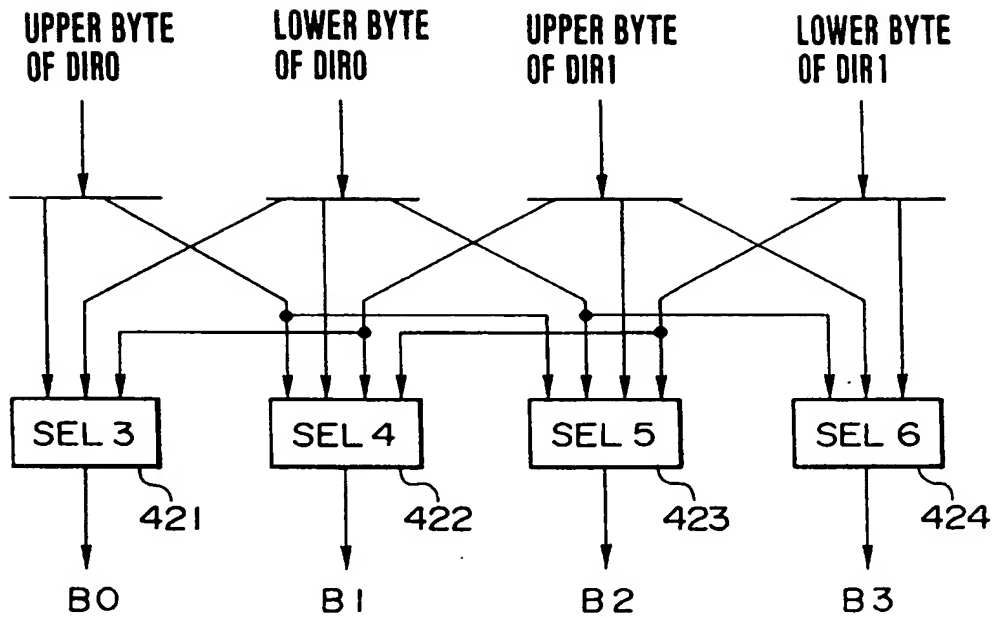 UPPER BYTE
OF DIR0
LOWER BYTE
OF DIR0
UPPER BYTE
OF DIR1
LOWER BYTE
OF DIR1
SEL 3
SEL 4
SEL 5
SEL 6
421
422
423
424
B0
B1
B2
B3